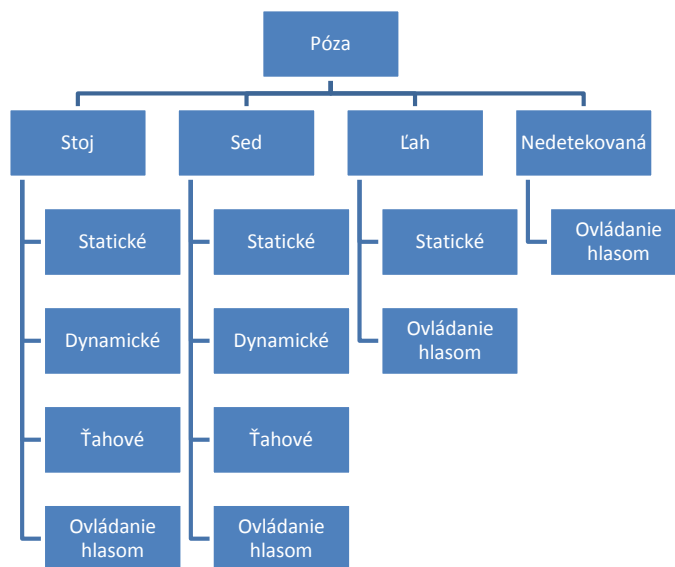 Póza
Stoj
Sed
Ľah
Nedetekovaná
Statické
Statické
Statické
Ovládanie
hlasom
Dynamické
Dynamické
Ovládanie
hlasom
Ťahové
Ťahové
Ovládanie
hlasom
Ovládanie
hlasom